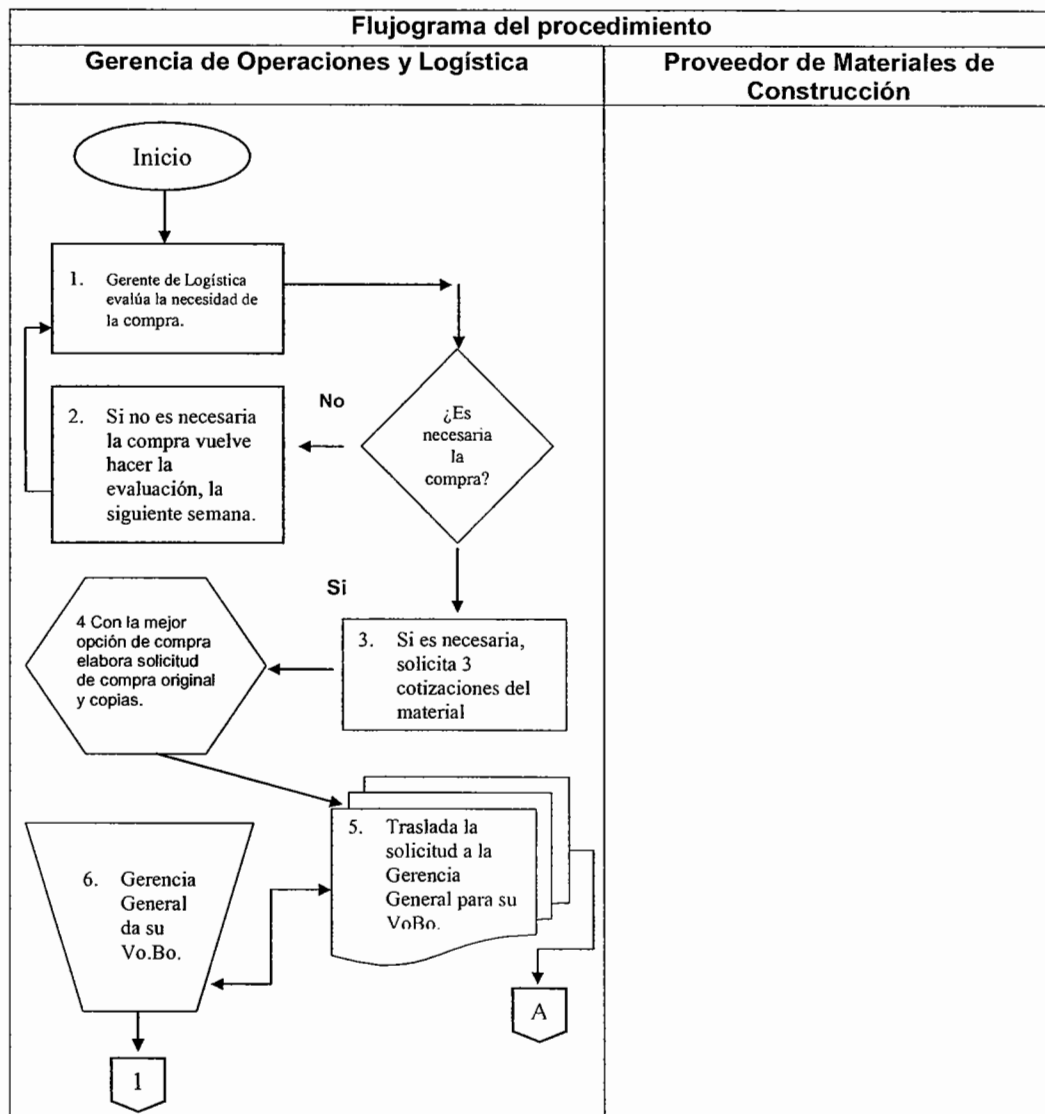 Flujograma del procedimiento
Gerencia de Operaciones y Logística
Proveedor de Materiales de
Construcción
Inicio
1. Gerente de Logística
evalúa la necesidad de
la compra.
¿Es
necesaria
la
compra?
No
2. Si no es necesaria
la compra vuelve
hacer la
evaluación, la
siguiente semana.
Si
3. Si es necesaria,
solicita 3
cotizaciones del
material
4 Con la mejor
opción de compra
elabora solicitud
de compra original
y copias.
5. Traslada la
solicitud a la
Gerencia
General para su
VoBo.
6. Gerencia
General
da su
Vo.Bo.
A
1